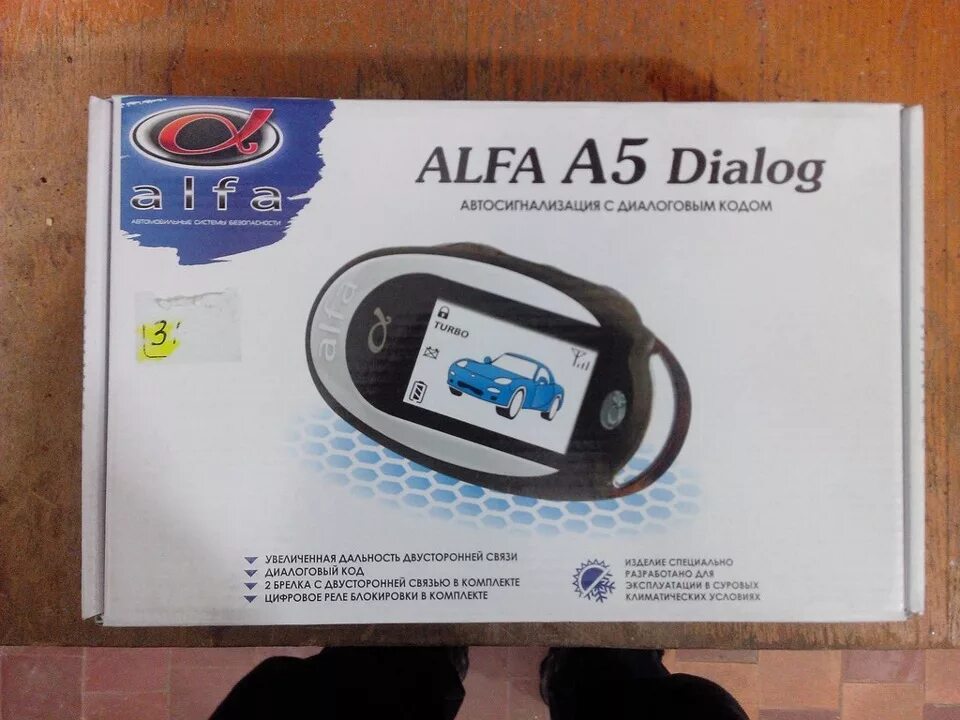 alfa
АВТОМОБИЛЬНЫЕ СИСТЕМЫ БЕЗОПАСНОСТИ
ALFA A5 Dialog
АВТОСИГНАЛИЗАЦИЯ С ДИАЛОГОВЫМ КОДОМ
3
alfa
TURBO
УВЕЛИЧЕННАЯ ДАЛЬНОСТЬ ДВУСТОРОННЕЙ СВЯЗИ
ДИАЛОГОВЫЙ КОД
2 БРЕЛКА С ДВУСТОРОННЕЙ СВЯЗЬЮ В КОМПЛЕКТЕ
ЦИФРОВОЕ РЕЛЕ БЛОКИРОВКИ В КОМПЛЕКТЕ
ИЗДЕЛИЕ СПЕЦИАЛЬНО
РАЗРАБОТАНО ДЛЯ
ЭКСПЛУАТАЦИИ В СУРОВЫХ
КЛИМАТИЧЕСКИХ УСЛОВИЯХ